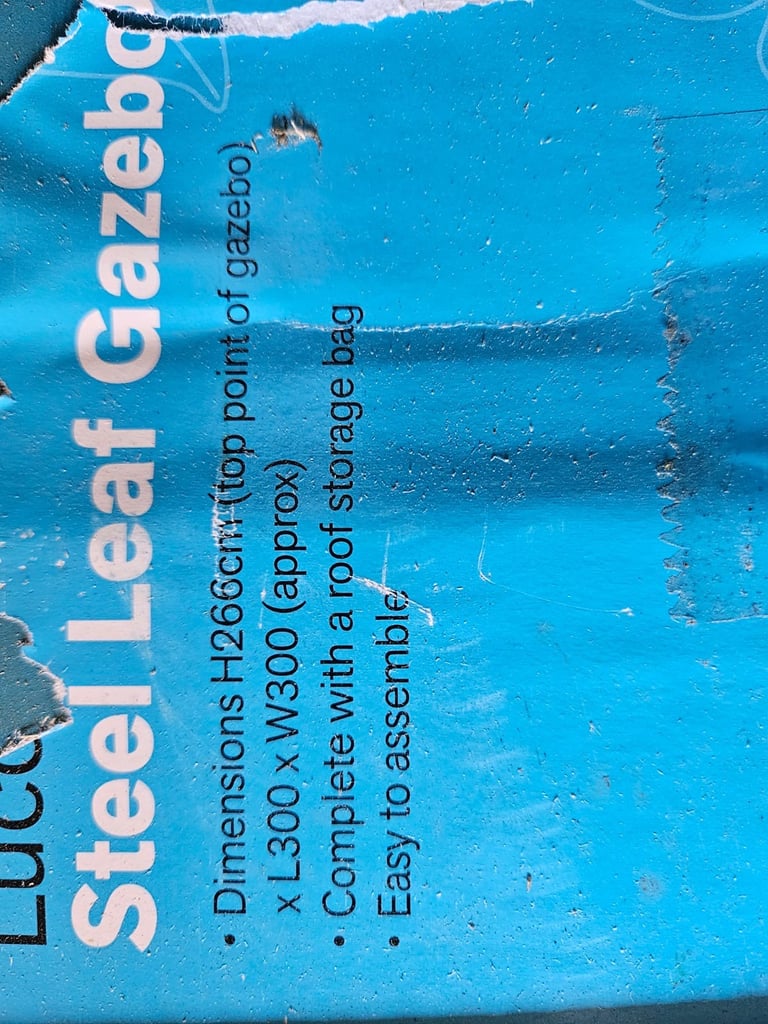 Steel Leaf Gazebo
• Dimensions H266cm (top point of gazebo)
x L300 x W300 (approx)
• Complete with a roof storage bag
• Easy to assemble